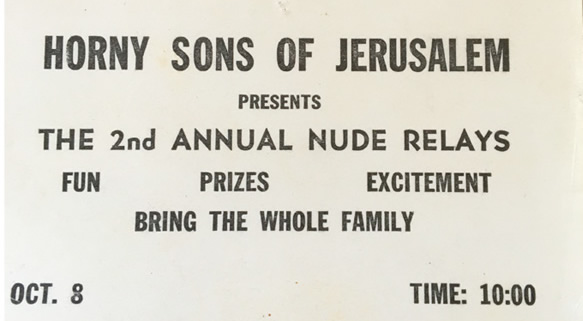 HORNY SONS OF JERUSALEM
PRESENTS
THE 2nd ANNUAL NUDE RELAYS
FUN PRIZES EXCITEMENT
BRING THE WHOLE FAMILY
OCT. 8 TIME: 10:00